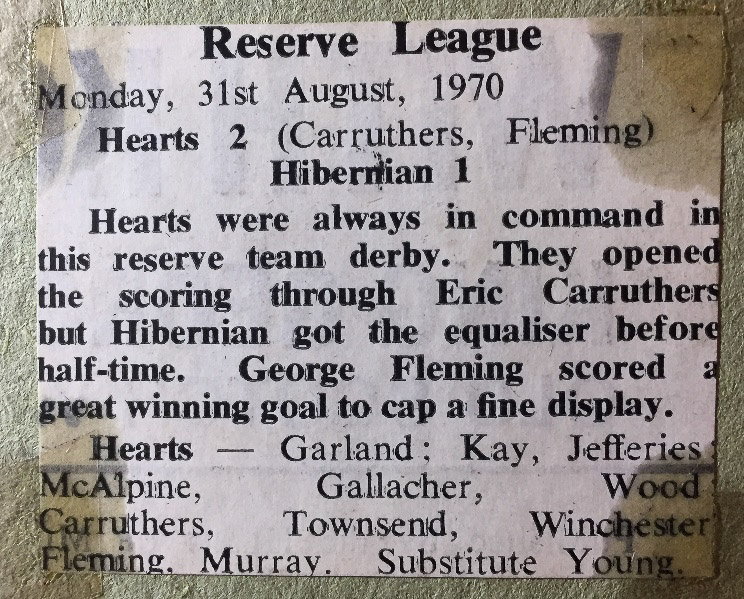 Reserve League
Monday, 31st August, 1970
Hearts 2 (Carruthers, Fleming)
Hibernian 1
Hearts were always in command in
this reserve team derby. They opened
the scoring through Eric Carruthers
but Hibernian got the equaliser before
half-time. George Fleming scored a
great winning goal to cap a fine display.
Hearts — Garland; Kay, Jefferies;
McAlpine, Gallacher, Wood
Carruthers, Townsend, Winchester
Fleming, Murray. Substitute Young.